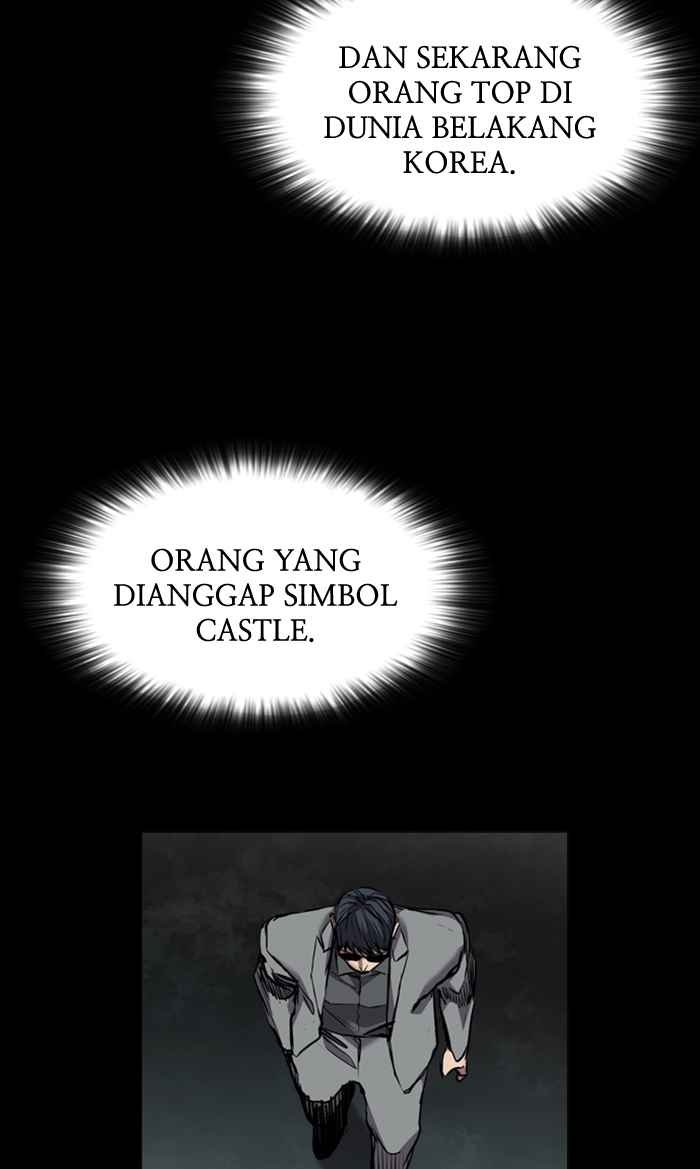 DAN SEKARANG
ORANG TOP DI
DUNIA BELAKANG
KOREA.
ORANG YANG
DIANGGAP SIMBOL
CASTLE.